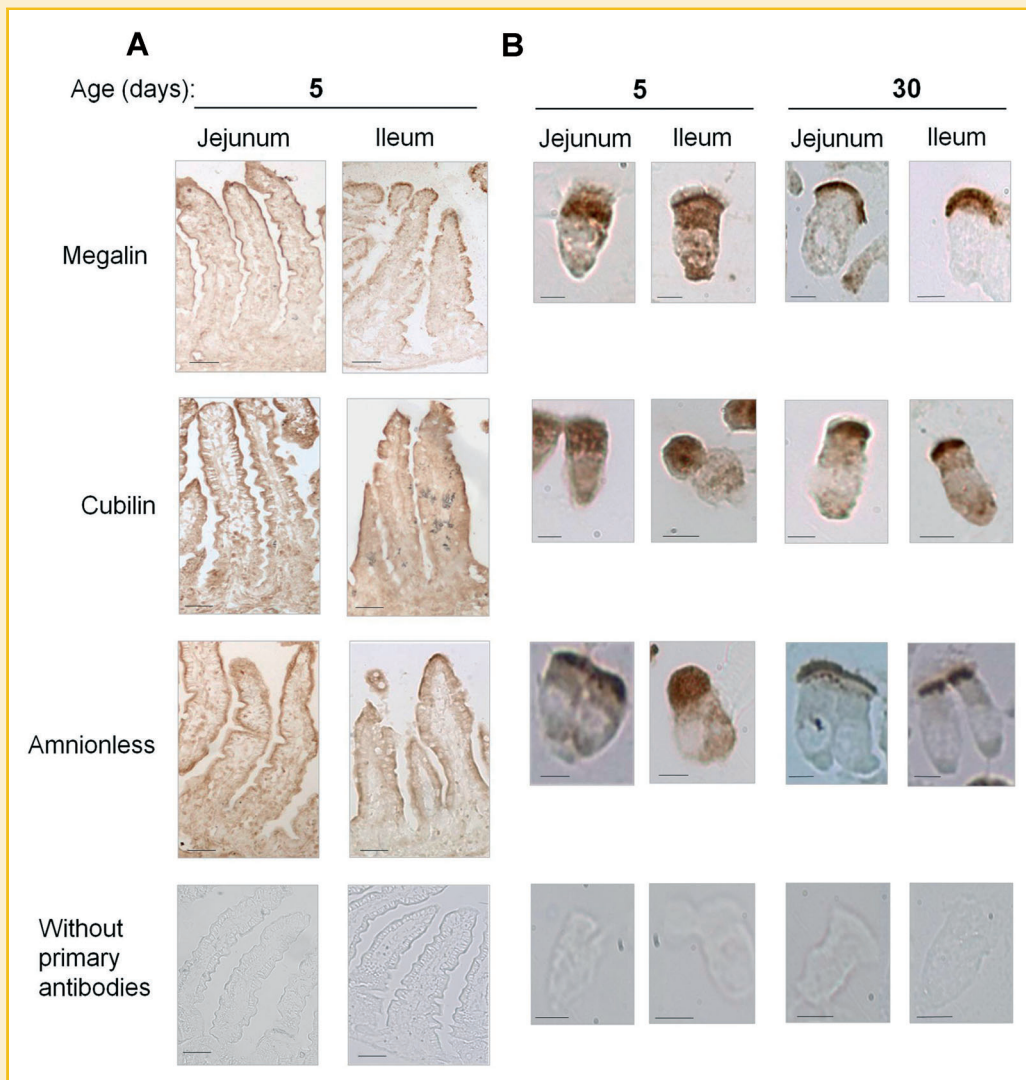 A
B
Age (days): 5
5 30
Jejunum Ileum
Jejunum Ileum Jejunum Ileum
Megalin
Cubilin
Amnionless
Without
primary
antibodies